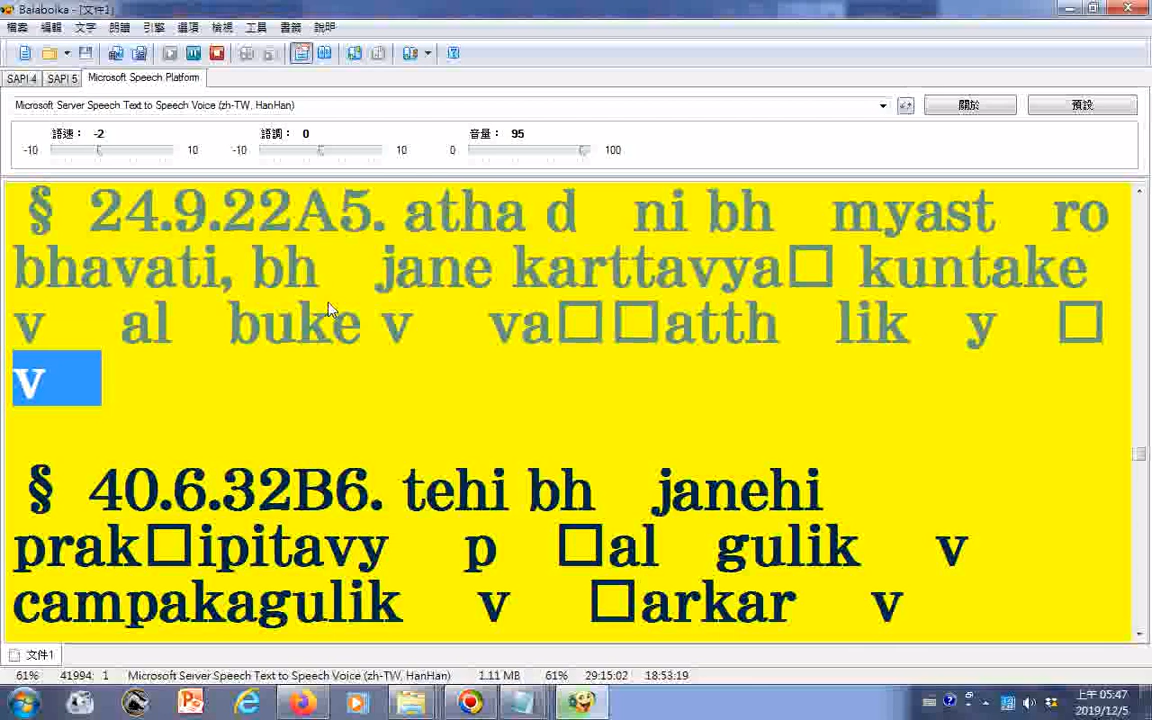 Balabolka - [文件1]
檔案 編輯 文字 朗讀 引擎 選項 檢視 工具 書籤 說明
SAPI 4 SAPI 5 Microsoft Speech Platform
Microsoft Server Speech Text to Speech Voice (zh-TW, HanHan) 關於 預設
語速： -2 語調： 0 音量： 95
-10 10 -10 10 0 100
§ 24.9.22A5. atha d ni bh myast ro
bhavati, bh jane karttavya□ kuntake
v al buke v va□□atth lik y □
v
§ 40.6.32B6. tehi bh janehi
prak□ipitavy p □al gulik v
campakagulik v □arkar v
文件1
61% 41994: 1 Microsoft Server Speech Text to Speech Voice (zh-TW, HanHan) 1.11 MB 61% 29:15:02 18:53:19
上午 05:47
2019/12/5